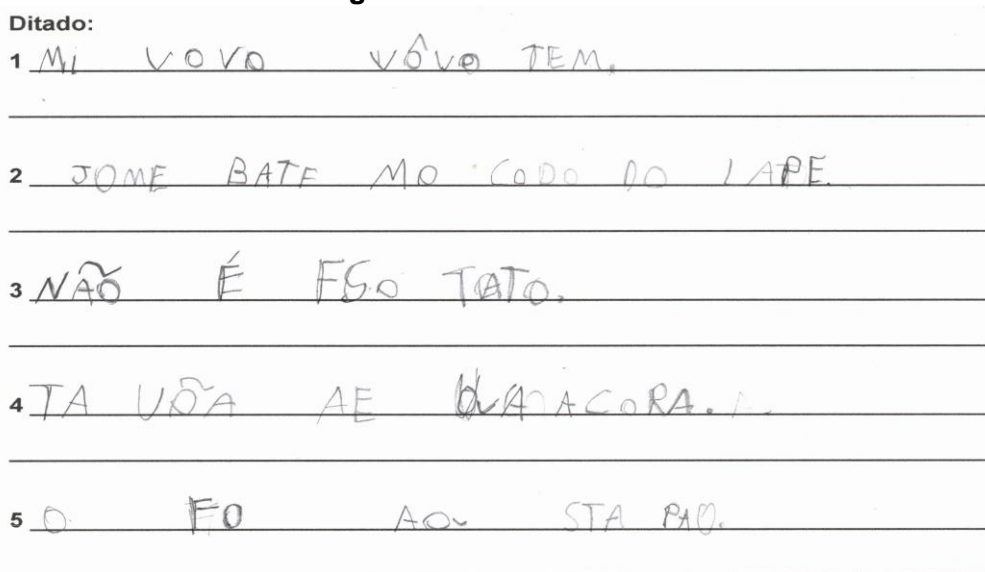 Ditado:
1 MI VOVO VÔVO TEM.
2 JOME BATE MO CODO DO LAPE.
3 NÃO É FSO TATO.
4 TA UÕA AE ACORA.
5 O FO AO STA PAO.